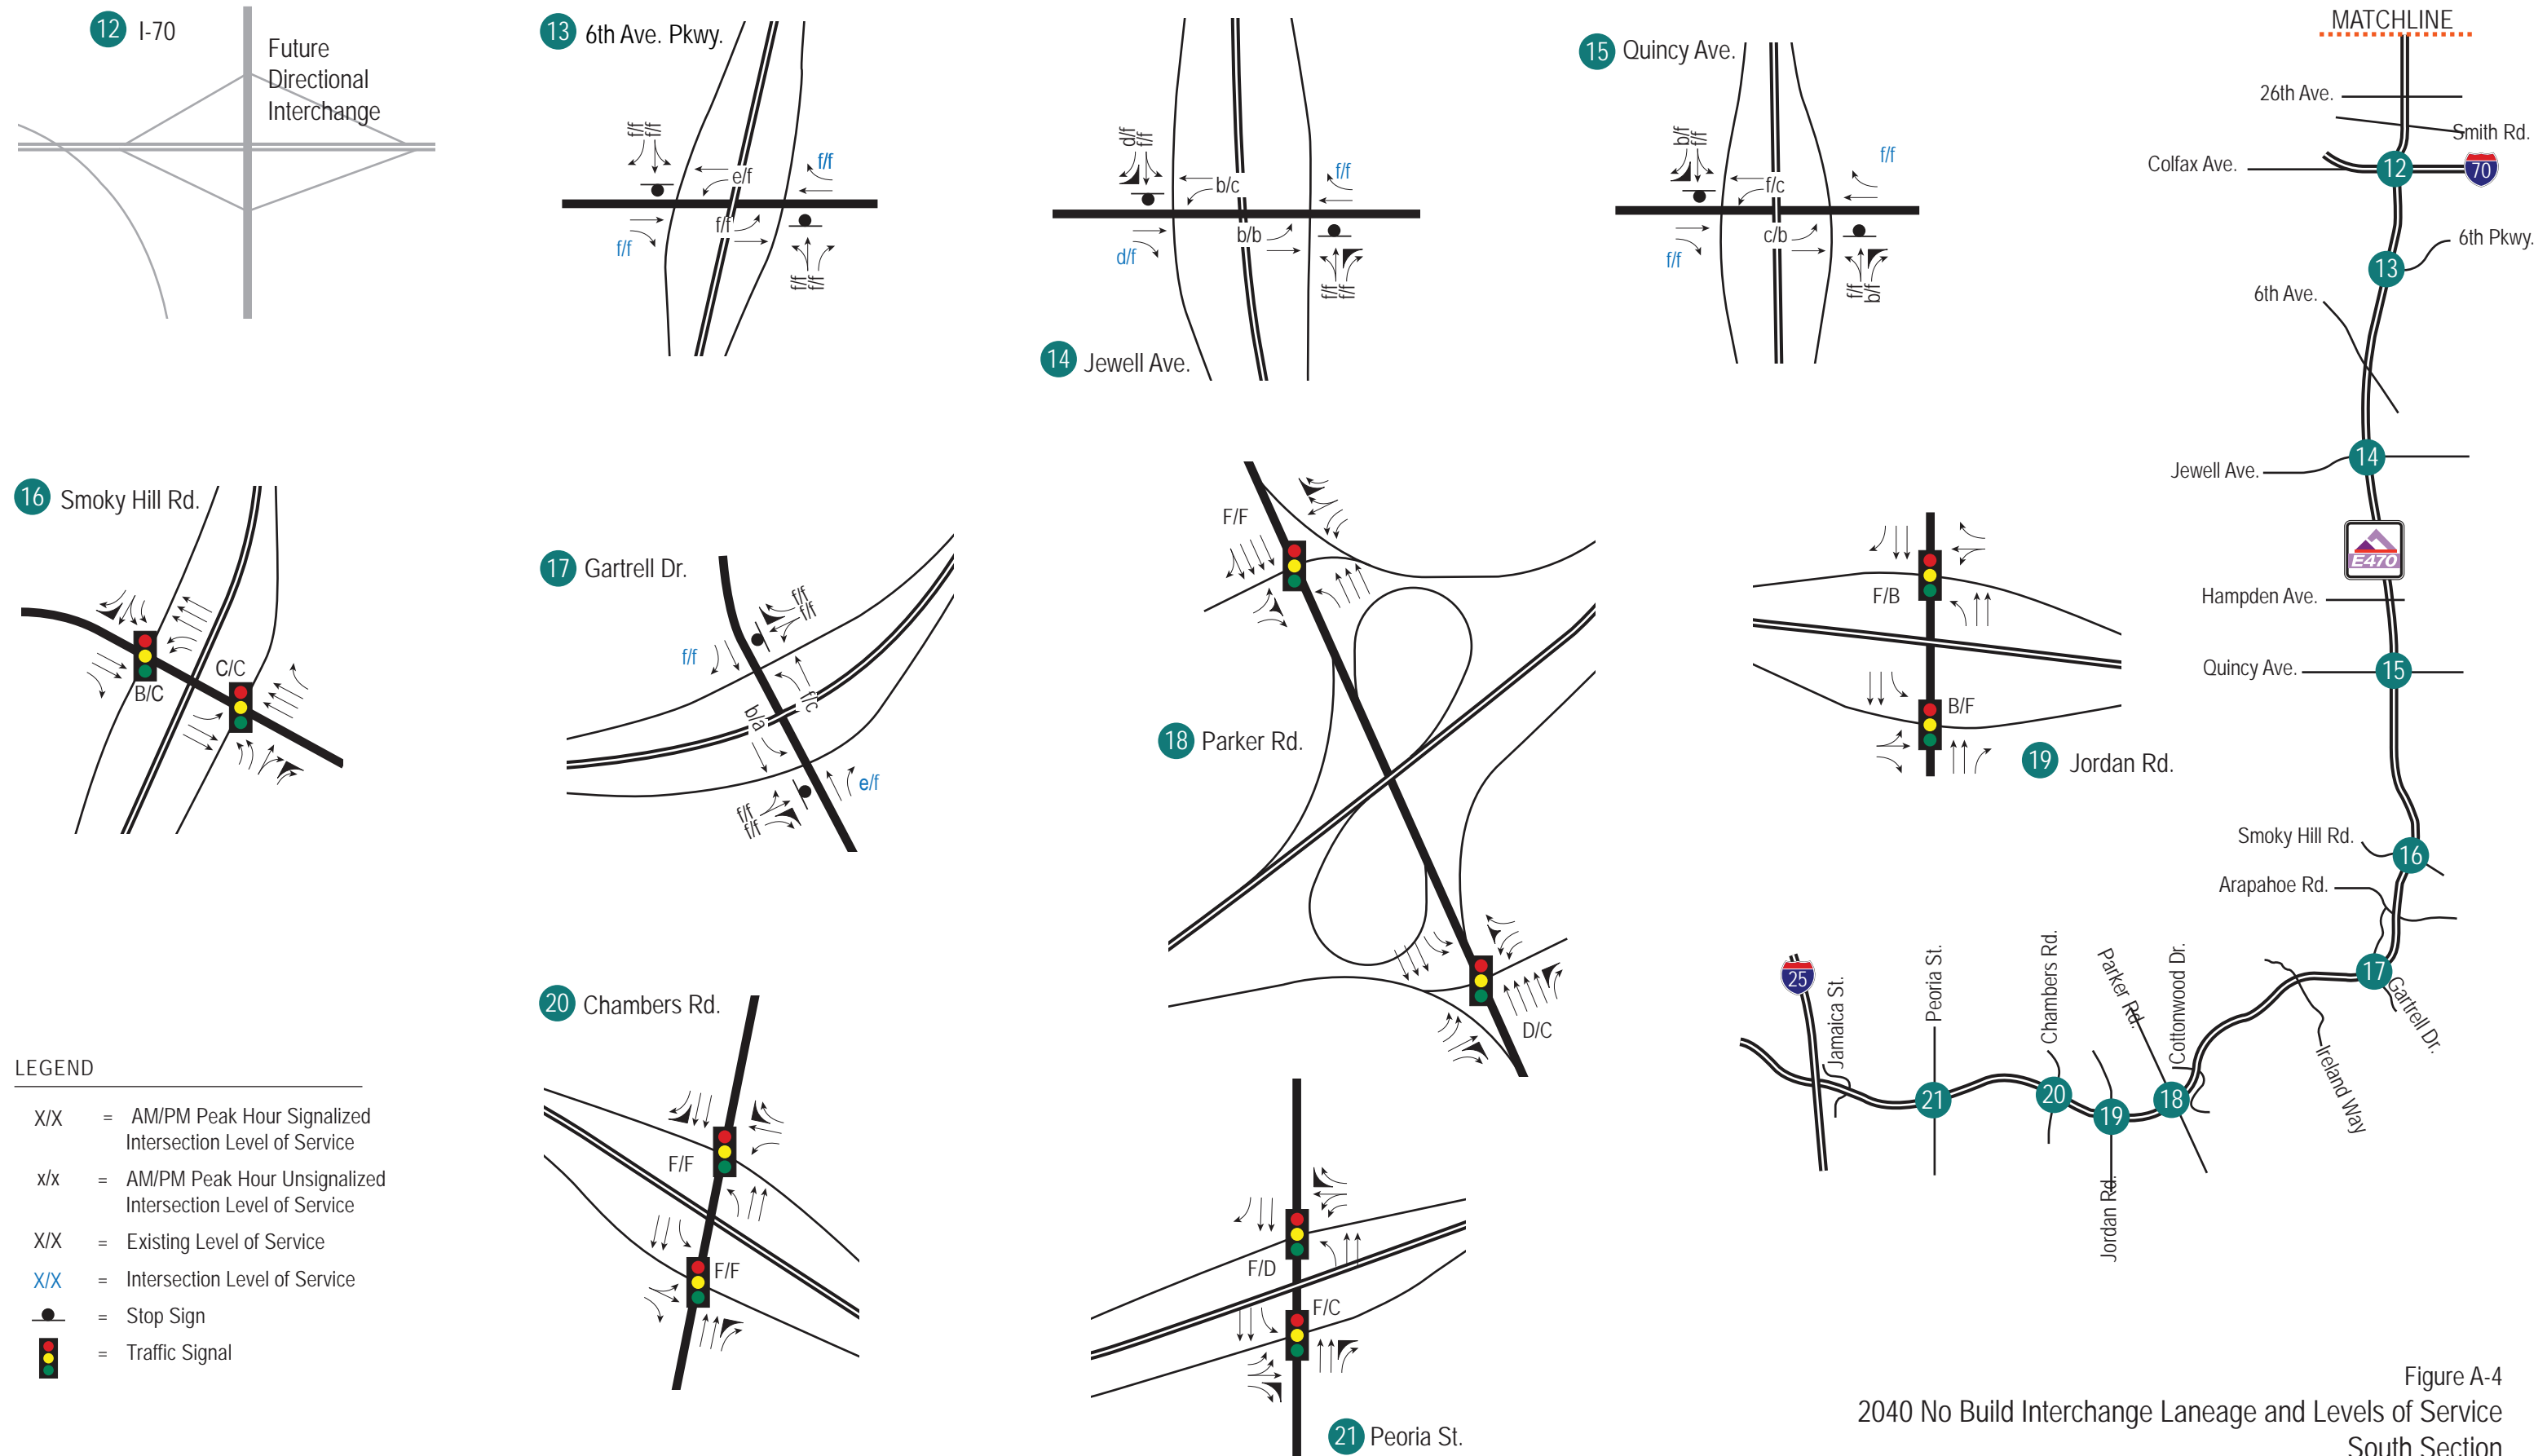 12 I-70
Future
Directional
Interchange
13 6th Ave. Pkwy.
f/f
f/f
f/f
e/f
f/f
f/f
f/f
f/f
14 Jewell Ave.
d/f
f/f
f/f
b/c
b/b
d/f
f/f
f/f
15 Quincy Ave.
b/f
f/f
f/f
f/c
c/b
f/f
f/f
b/f
16 Smoky Hill Rd.
C/C
B/C
17 Gartrell Dr.
f/f
f/f
f/f
f/c
b/a
e/f
f/f
f/f
18 Parker Rd.
F/F
D/C
19 Jordan Rd.
F/B
B/F
20 Chambers Rd.
F/F
F/F
21 Peoria St.
F/D
F/C
MATCHLINE
26th Ave.
Smith Rd.
Colfax Ave.
12
70
6th Pkwy.
13
6th Ave.
14
Jewell Ave.
E470
Hampden Ave.
Quincy Ave.
15
Smoky Hill Rd.
16
Arapahoe Rd.
17
Gartrell Dr.
Ireland Way
25
Jamaica St.
Peoria St.
Chambers Rd.
Parker Rd.
Cottonwood Dr.
21
20
19
18
Jordan Rd.
LEGEND
X/X = AM/PM Peak Hour Signalized
Intersection Level of Service
x/x = AM/PM Peak Hour Unsignalized
Intersection Level of Service
X/X = Existing Level of Service
X/X = Intersection Level of Service
= Stop Sign
= Traffic Signal
Figure A-4
2040 No Build Interchange Laneage and Levels of Service
South Section